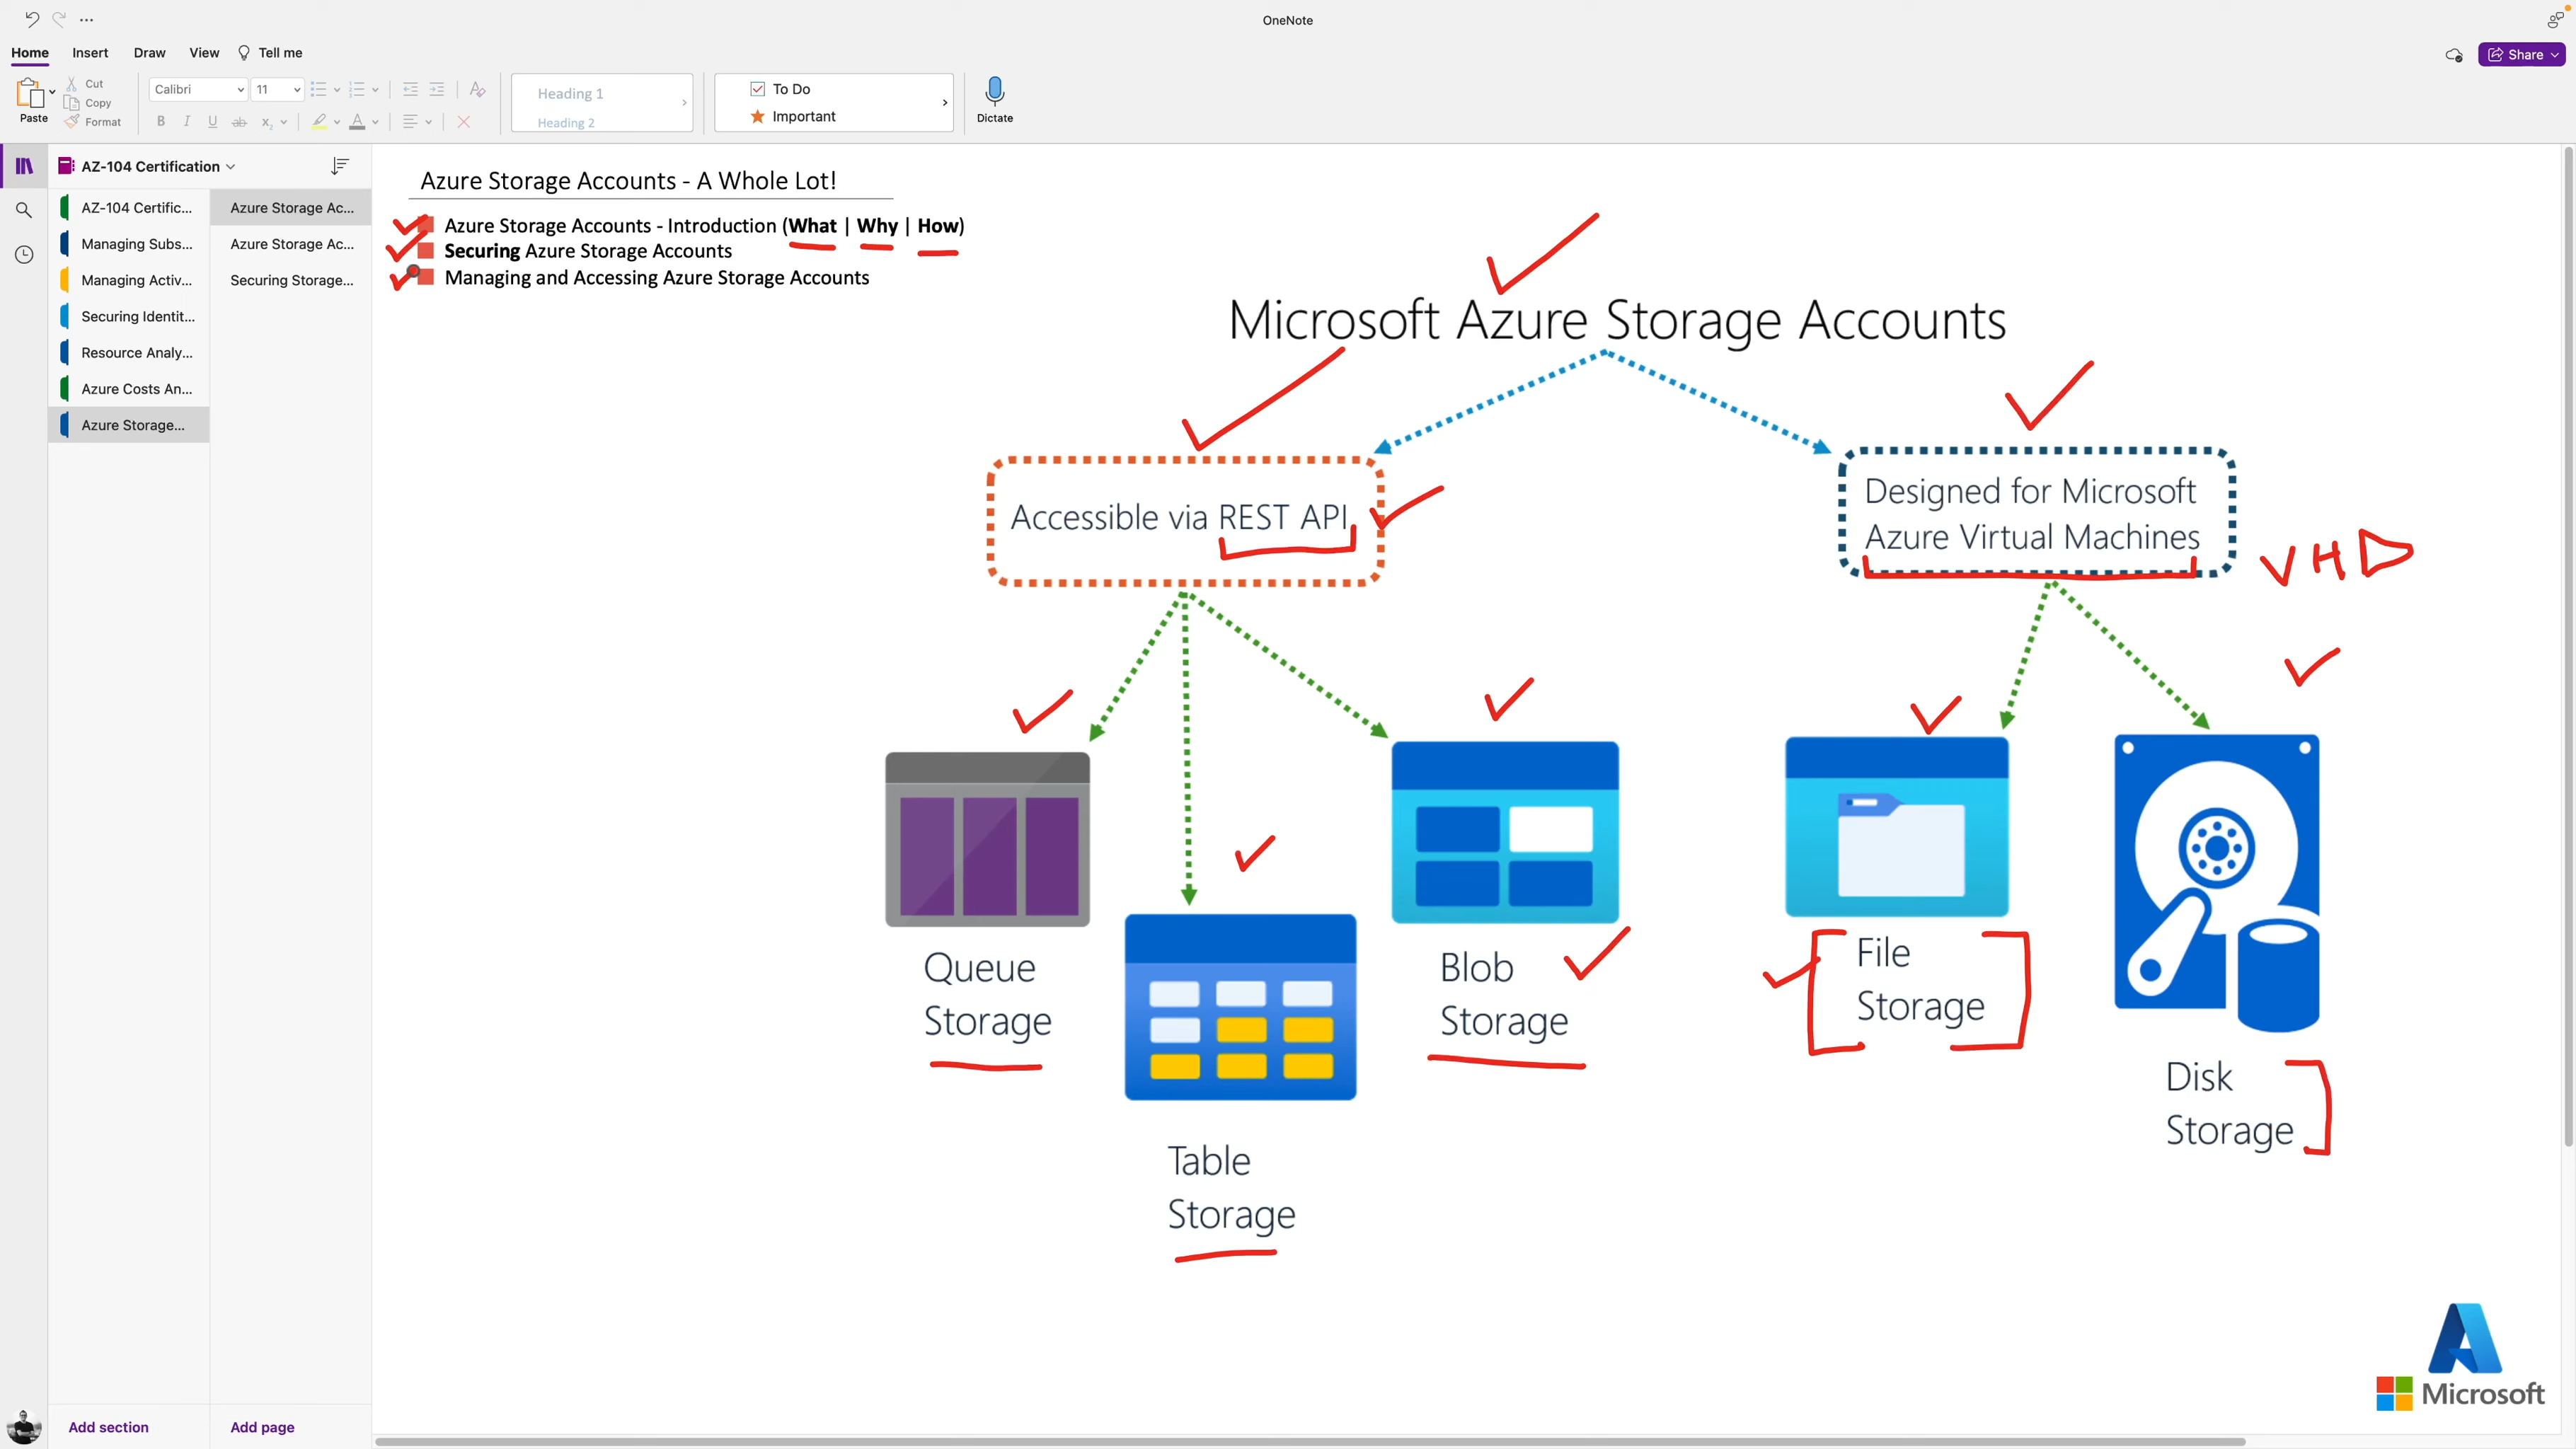 OneNote
Home Insert Draw View Tell me
Share
Paste
Cut
Copy
Format
Calibri 11
B I U ab x₂ A
Heading 1
Heading 2
To Do
Important
Dictate
AZ-104 Certification
AZ-104 Certific...
Managing Subs...
Managing Activ...
Securing Identit...
Resource Analy...
Azure Costs An...
Azure Storage...
Azure Storage Ac...
Azure Storage Ac...
Securing Storage...
Add section
Add page
Azure Storage Accounts - A Whole Lot!
Azure Storage Accounts - Introduction (What | Why | How)
Securing Azure Storage Accounts
Managing and Accessing Azure Storage Accounts
Microsoft Azure Storage Accounts
Accessible via REST API
Designed for Microsoft
Azure Virtual Machines
VHD
Queue
Storage
Table
Storage
Blob
Storage
File
Storage
Disk
Storage
Microsoft